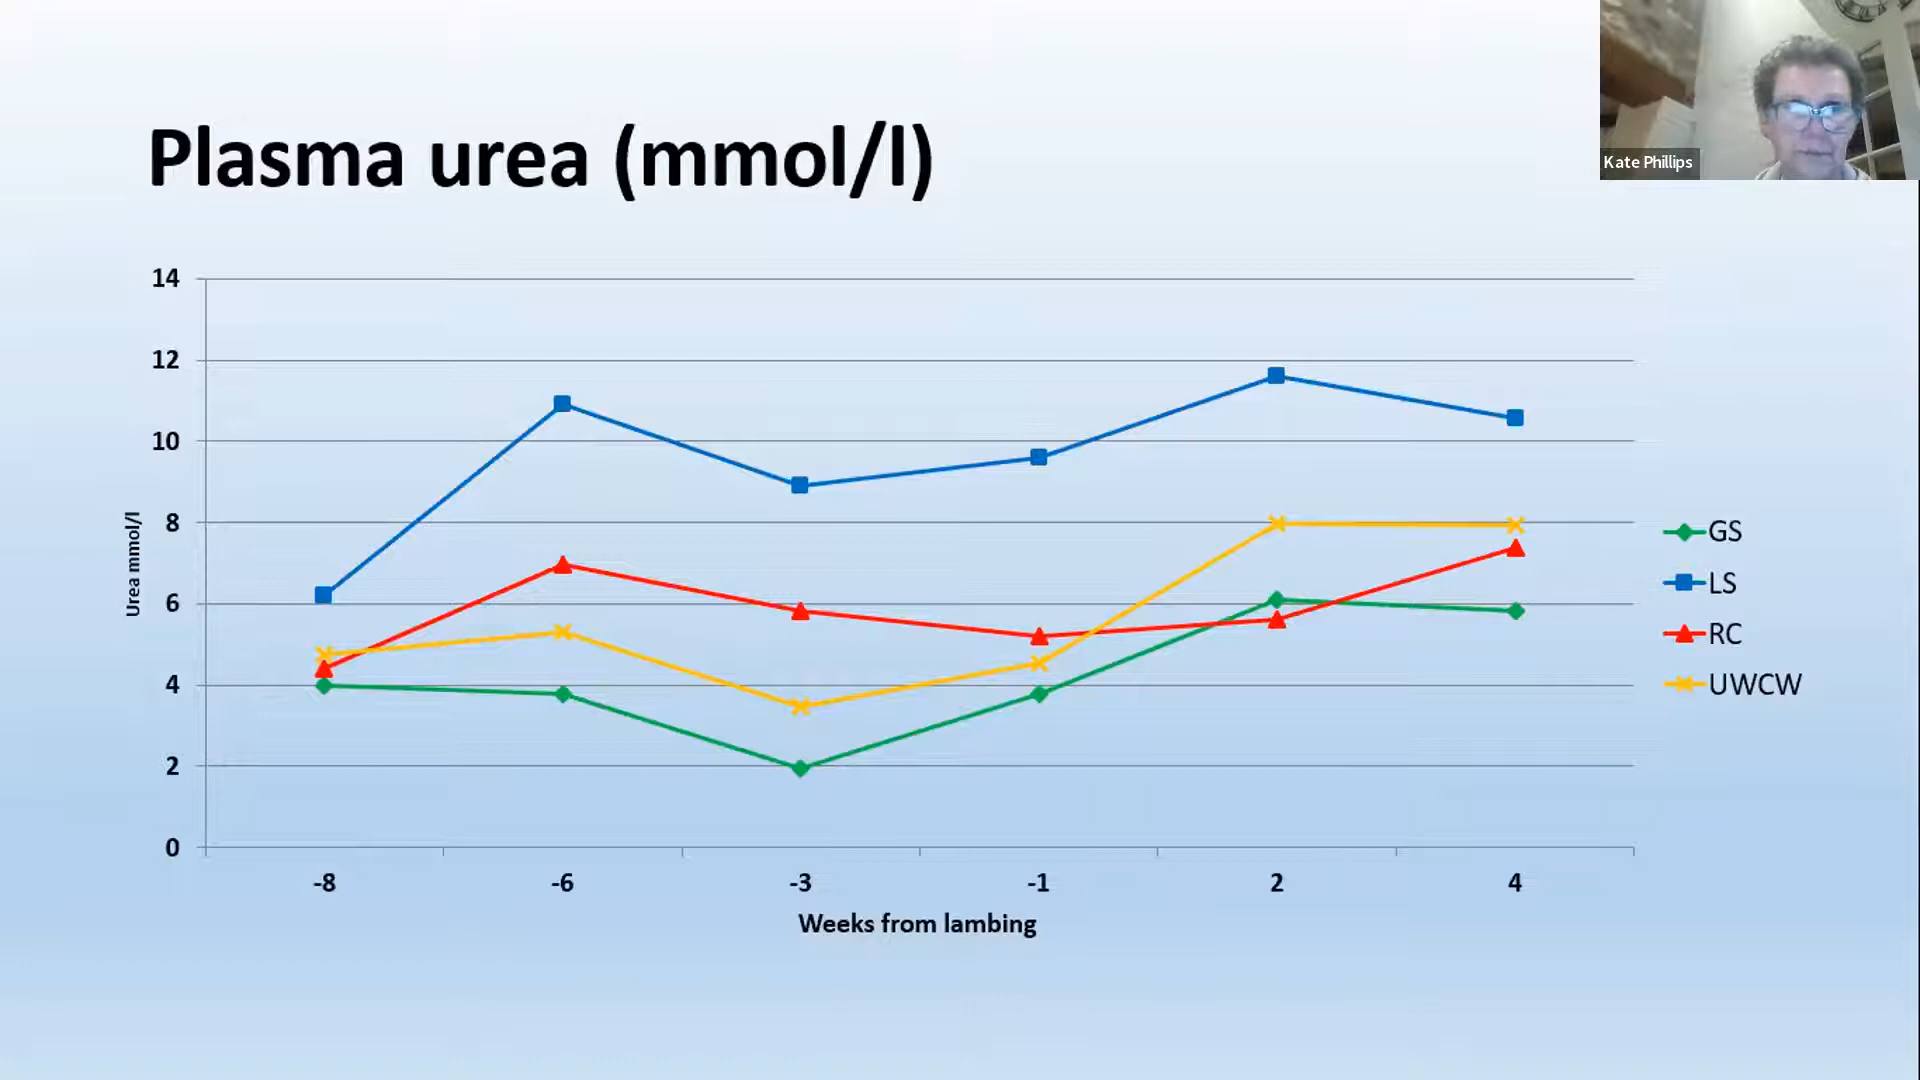 Kate Phillips
Plasma urea (mmol/l)
14
12
10
8
6
4
2
0
Urea mmol/l
-8 -6 -3 -1 2 4
Weeks from lambing
GS
LS
RC
UWCW